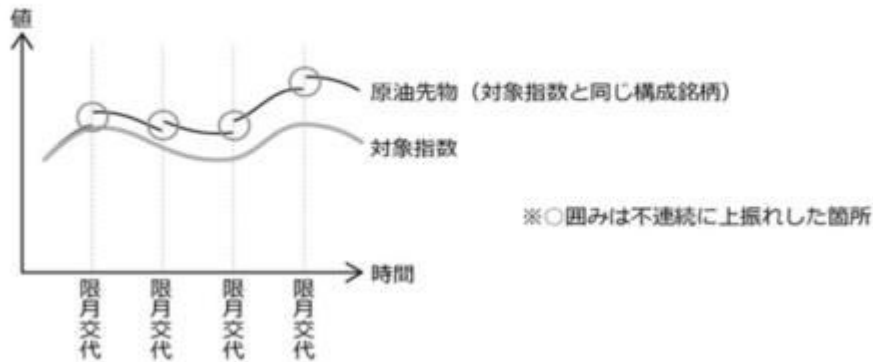 値
原油先物（対象指数と同じ構成銘柄）
対象指数
※○囲みは不連続に上振れした箇所
時間
限月交代
限月交代
限月交代
限月交代